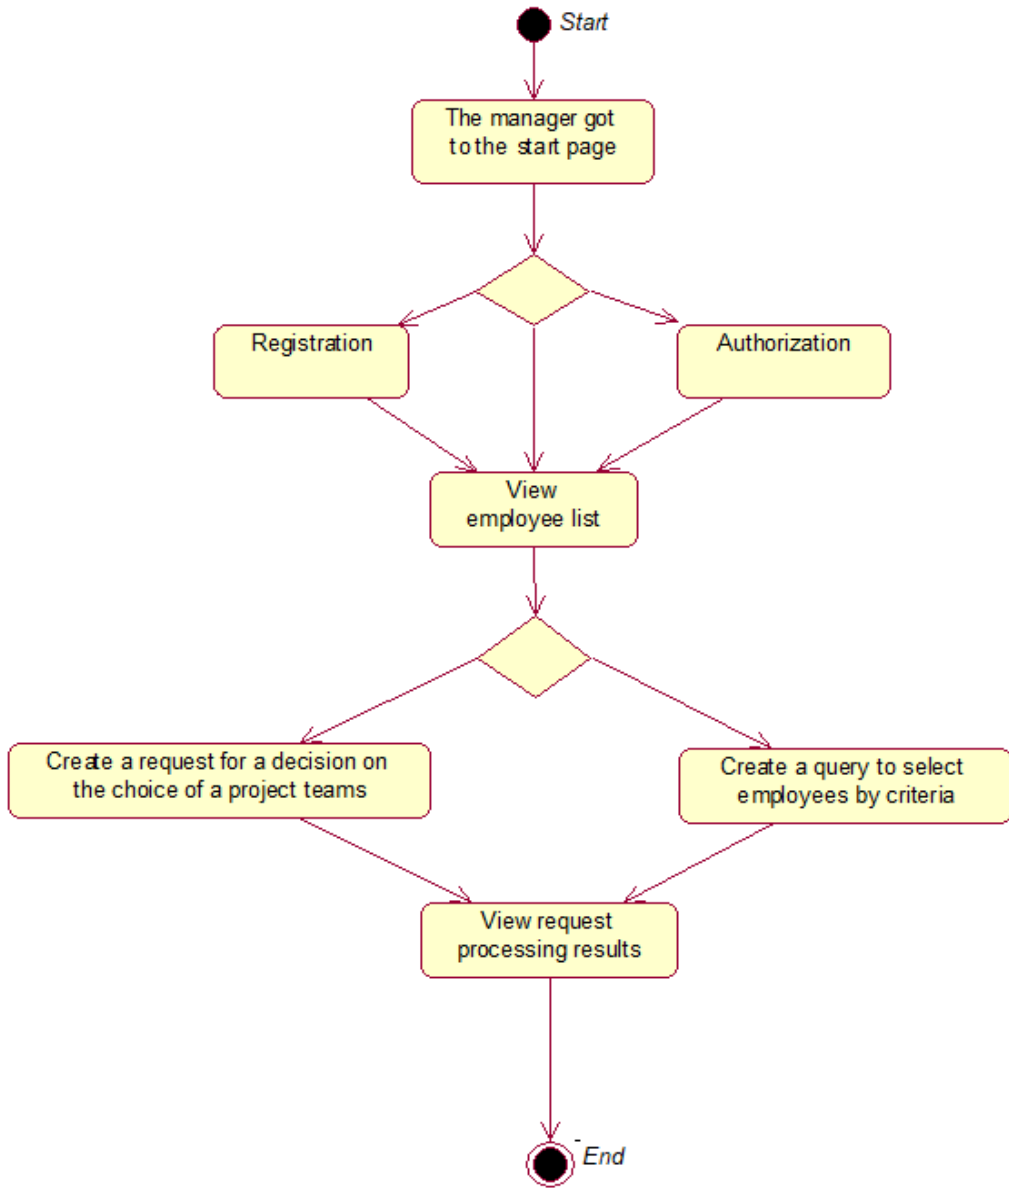 Start
The manager got
to the start page
Registration
Authorization
View
employee list
Create a request for a decision on
the choice of a project teams
Create a query to select
employees by criteria
View request
processing results
End